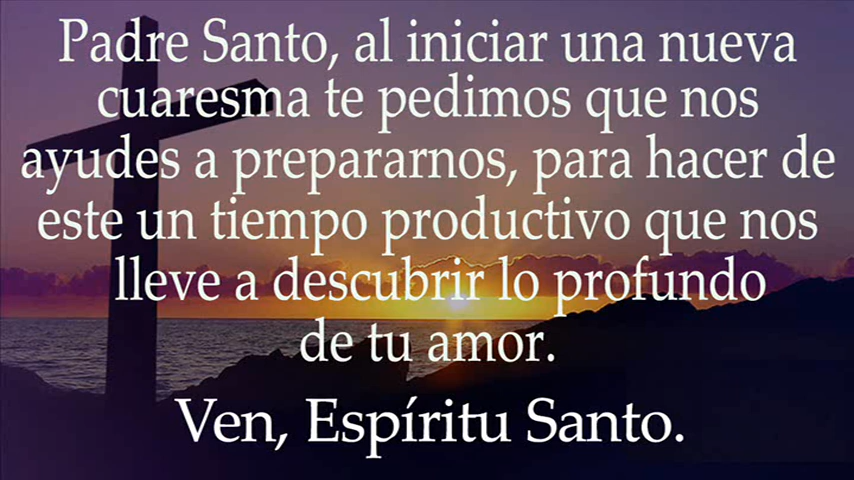 Padre Santo, al iniciar una nueva
cuaresma te pedimos que nos
ayudes a prepararnos, para hacer de
este un tiempo productivo que nos
lleve a descubrir lo profundo
de tu amor.
Ven, Espíritu Santo.